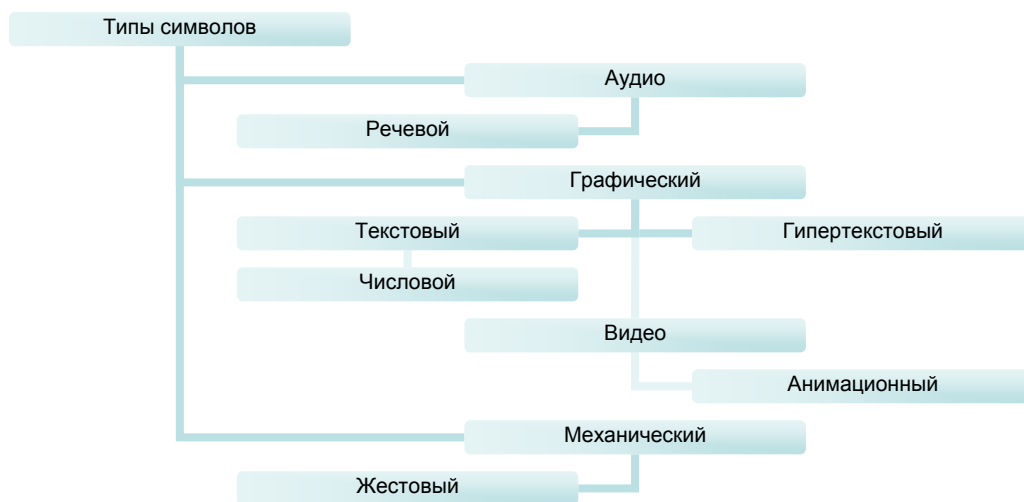 Типы символов
Аудио
Речевой
Графический
Текстовый
Гипертекстовый
Числовой
Видео
Анимационный
Механический
Жестовый